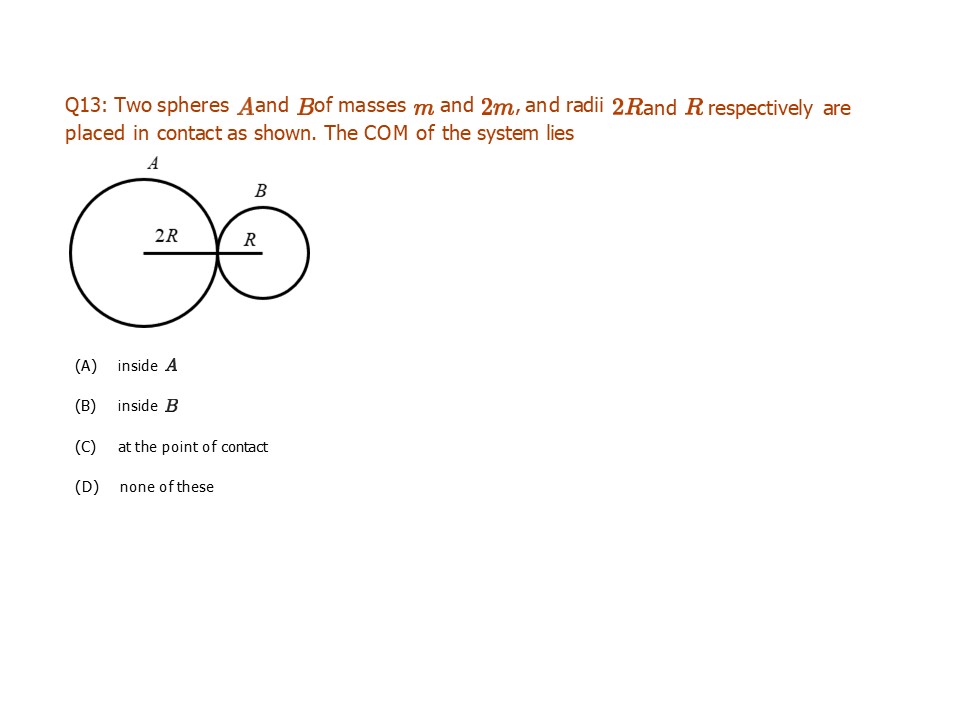 Q13: Two spheres A and B of masses m and 2m, and radii 2R and R respectively are
placed in contact as shown. The COM of the system lies
A
B
2R
R
(A) inside A
(B) inside B
(C) at the point of contact
(D) none of these